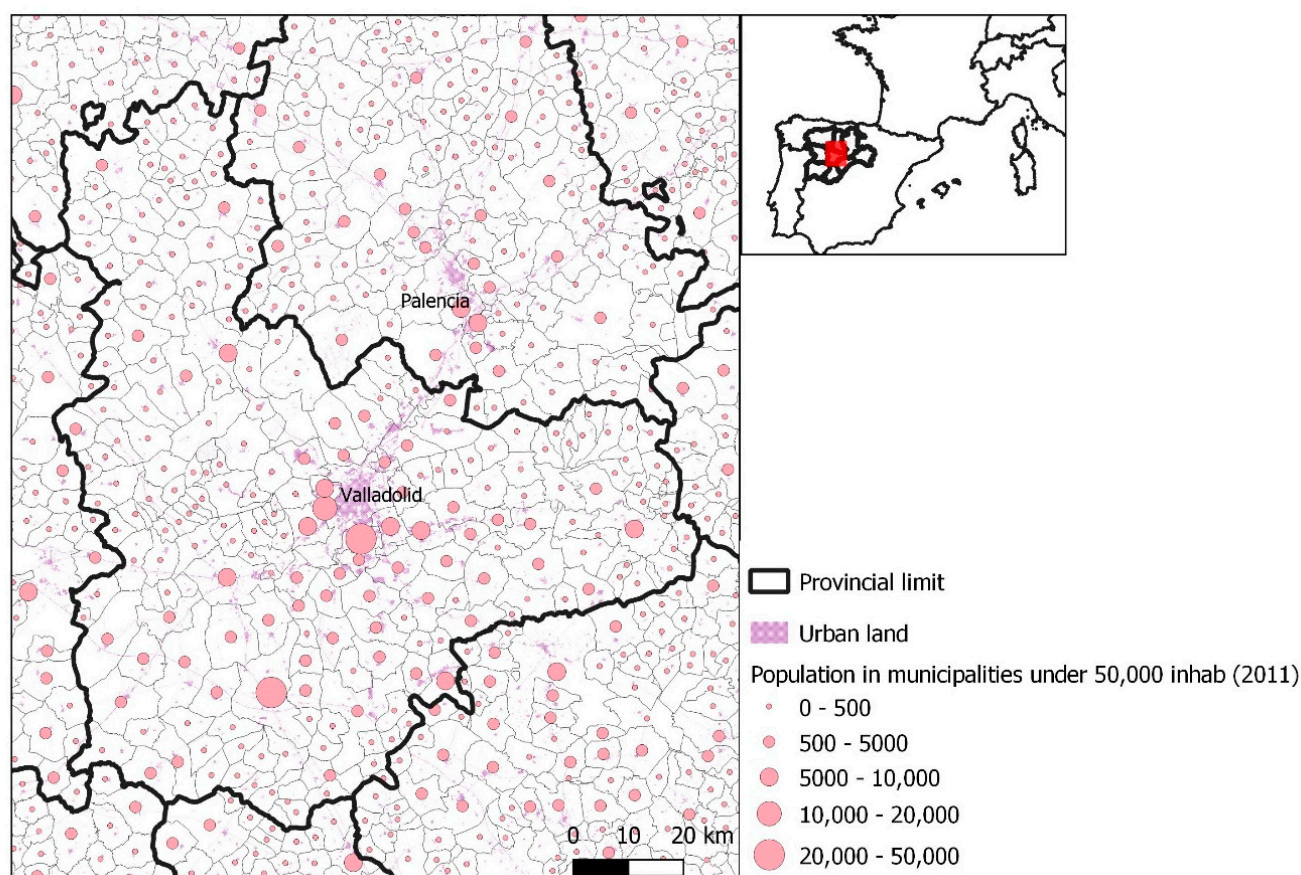 Palencia
Valladolid
0 10 20 km
Provincial limit
Urban land
Population in municipalities under 50,000 inhab (2011)
0 - 500
500 - 5000
5000 - 10,000
10,000 - 20,000
20,000 - 50,000